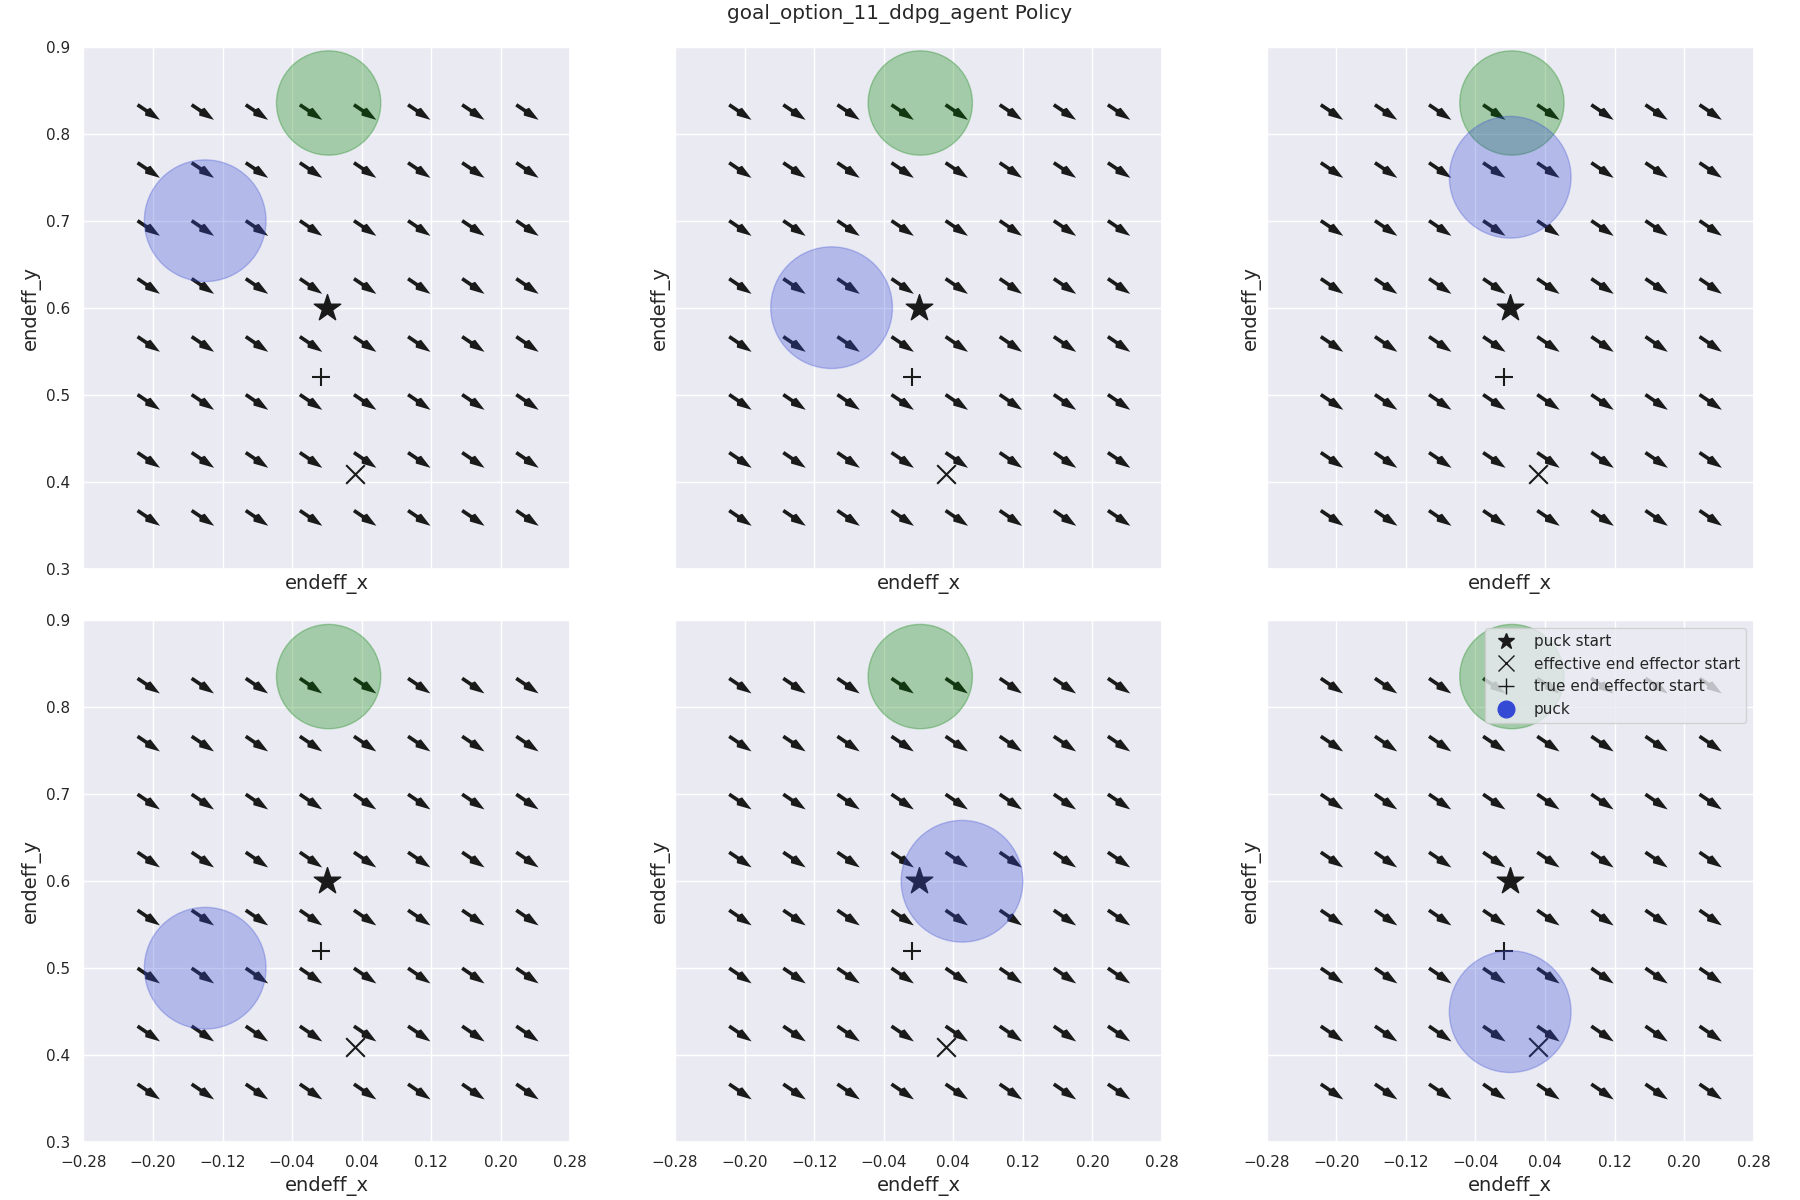 goal_option_11_ddpg_agent Policy
0.9
0.8
0.7
0.6
0.5
0.4
0.3
endeff_y
endeff_x
endeff_y
endeff_x
endeff_y
endeff_x
0.9
0.8
0.7
0.6
0.5
0.4
0.3
endeff_y
−0.28 −0.20 −0.12 −0.04 0.04 0.12 0.20 0.28
endeff_x
endeff_y
−0.28 −0.20 −0.12 −0.04 0.04 0.12 0.20 0.28
endeff_x
puck start
effective end effector start
true end effector start
puck
endeff_y
−0.28 −0.20 −0.12 −0.04 0.04 0.12 0.20 0.28
endeff_x